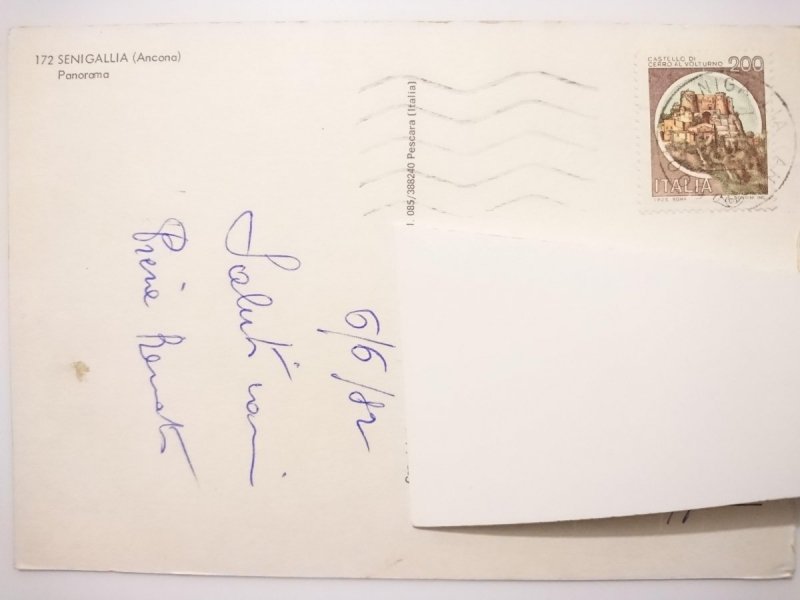 172 SENIGALLIA (Ancona)
Panorama
CASTELLO DI
CERRO AL VOLTURNO 200
ITALIA
I. 085/388240 Pescara (Italia)
6/6/82
Saluti cari